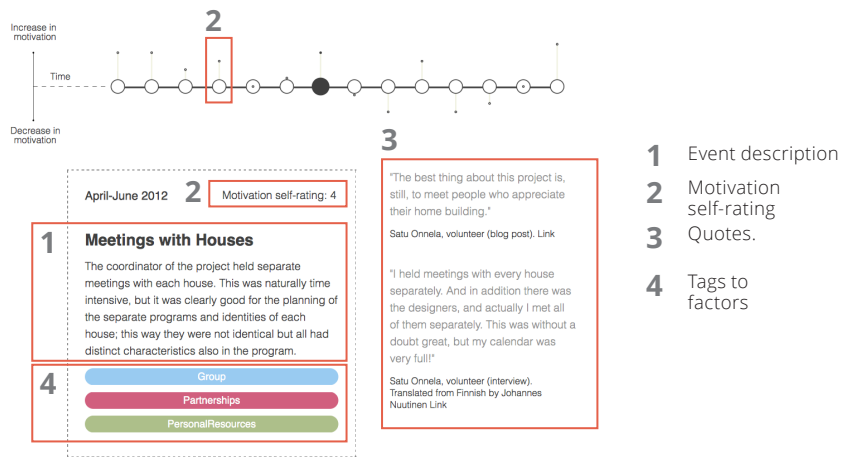 Increase in
motivation
2
Time
Decrease in
motivation
3
April-June 2012
2
Motivation self-rating: 4
1
Meetings with Houses
The coordinator of the project held separate
meetings with each house. This was naturally time
intensive, but it was clearly good for the planning of
the separate programs and identities of each
house; this way they were not identical but all had
distinct characteristics also in the program.
4
Group
Partnerships
PersonalResources
"The best thing about this project is,
still, to meet people who appreciate
their home building."
Satu Onnela, volunteer (blog post). Link
"I held meetings with every house
separately. And in addition there was
the designers, and actually I met all
of them separately. This was without a
doubt great, but my calendar was
very full!"
Satu Onnela, volunteer (interview).
Translated from Finnish by Johannes
Nuutinen Link
1 Event description
2 Motivation
self-rating
3 Quotes.
4 Tags to
factors